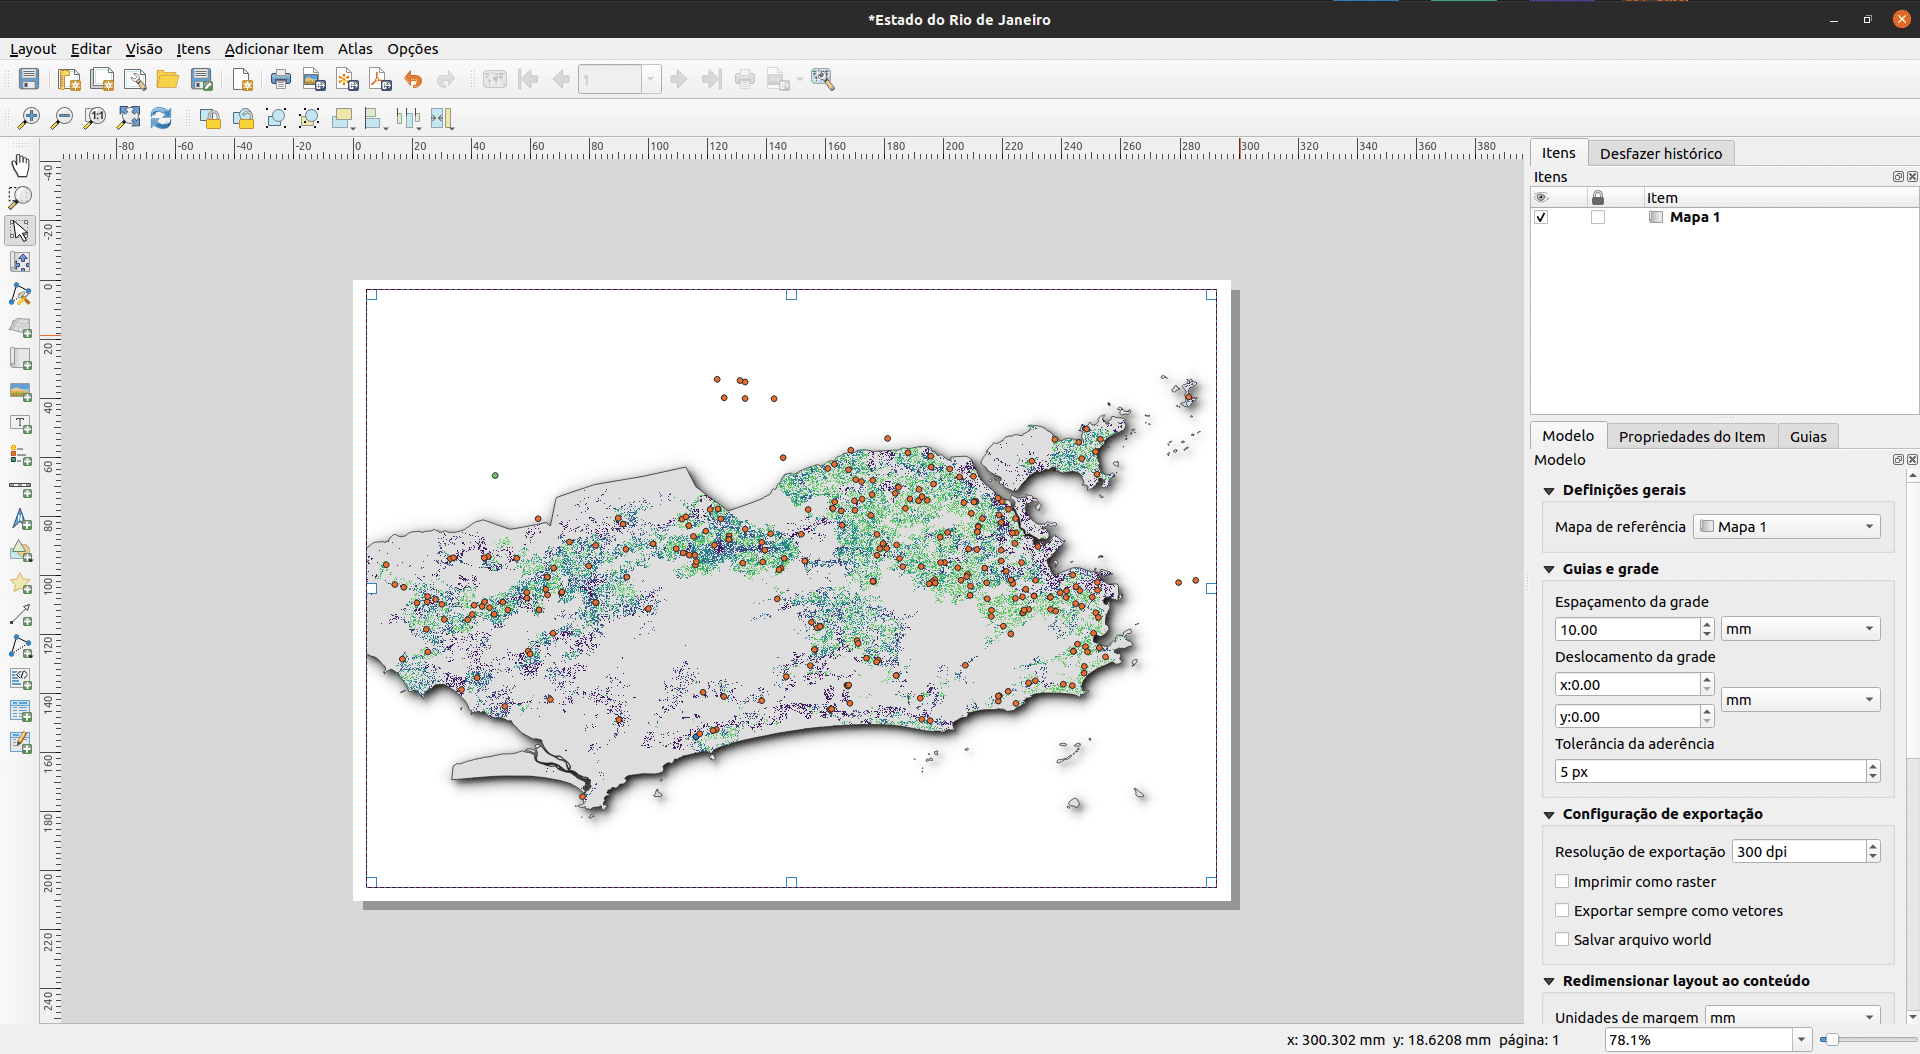 *Estado do Rio de Janeiro
Layout Editar Visão Itens Adicionar Item Atlas Opções
1
-80 -60 -40 -20 0 20 40 60 80 100 120 140 160 180 200 220 240 260 280 300 320 340 360 380
-40
-20
0
20
40
60
80
100
120
140
160
180
200
220
240
Itens Desfazer histórico
Itens
Item
Mapa 1
Modelo Propriedades do Item Guias
Modelo
Definições gerais
Mapa de referência Mapa 1
Guias e grade
Espaçamento da grade
10.00 mm
Deslocamento da grade
x:0.00
mm
y:0.00
Tolerância da aderência
5 px
Configuração de exportação
Resolução de exportação 300 dpi
Imprimir como raster
Exportar sempre como vetores
Salvar arquivo world
Redimensionar layout ao conteúdo
Unidades de margem mm
x: 300.302 mm y: 18.6208 mm página: 1 78.1%